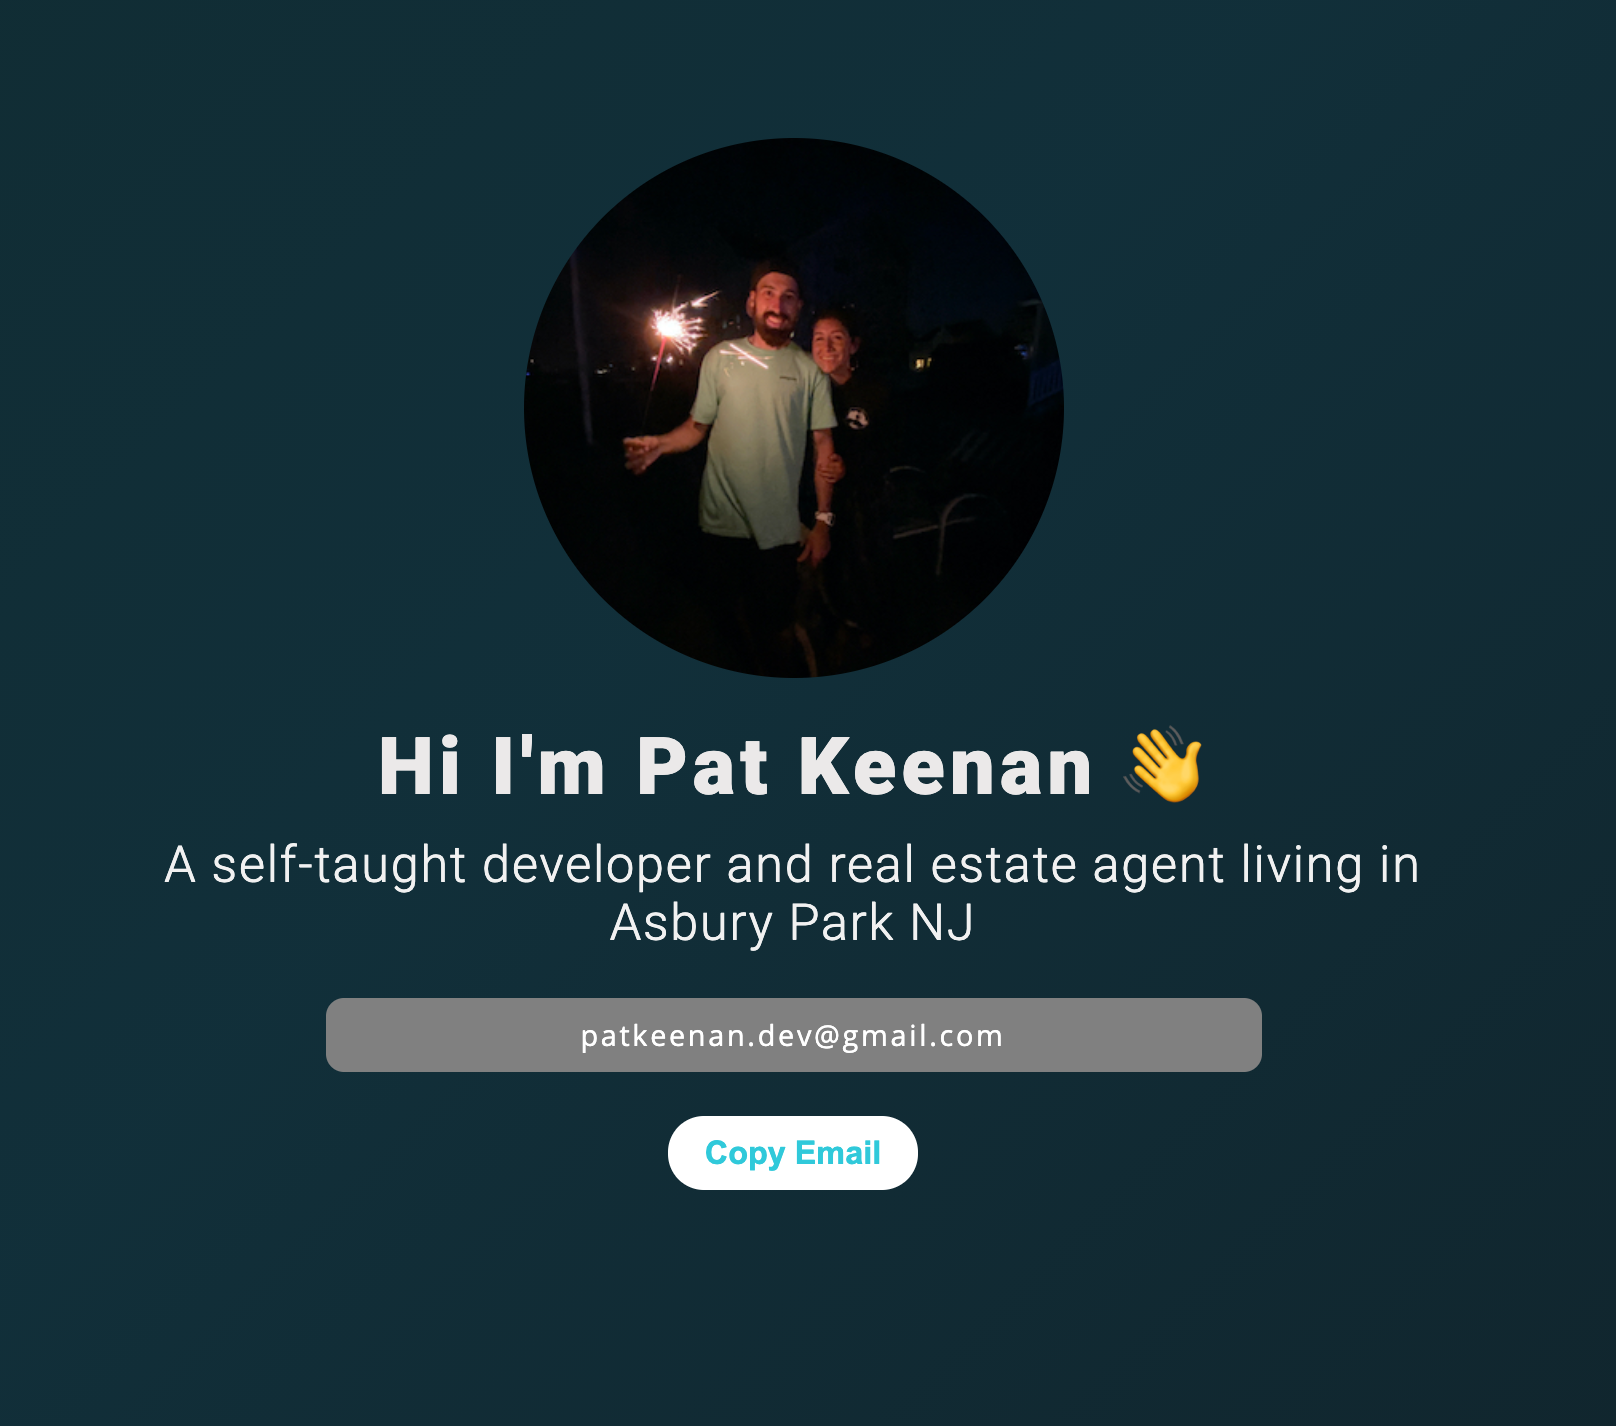 Hi I'm Pat Keenan 👋
A self-taught developer and real estate agent living in
Asbury Park NJ
patkeenan.dev@gmail.com
Copy Email